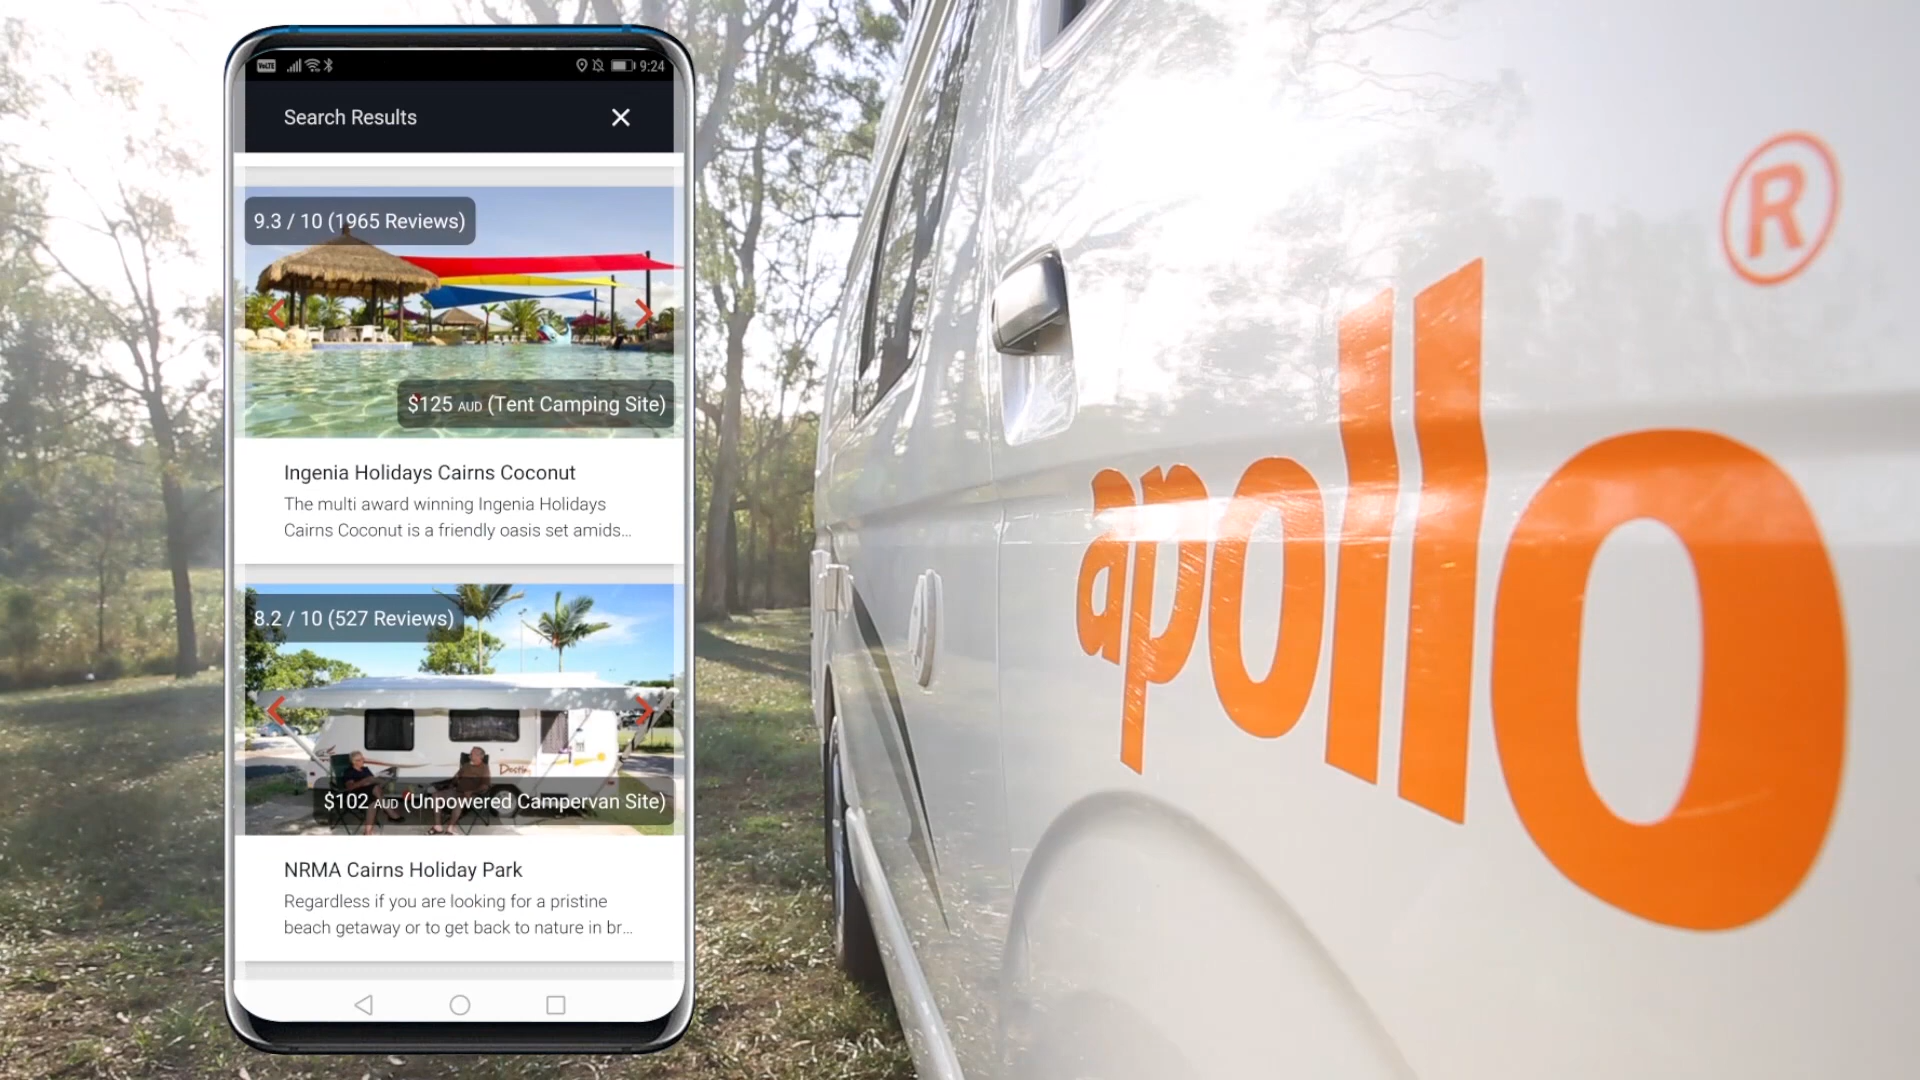 VoLTE
9:24
Search Results
9.3 / 10 (1965 Reviews)
$125 AUD (Tent Camping Site)
Ingenia Holidays Cairns Coconut
The multi award winning Ingenia Holidays
Cairns Coconut is a friendly oasis set amids...
8.2 / 10 (527 Reviews)
$102 AUD (Unpowered Campervan Site)
NRMA Cairns Holiday Park
Regardless if you are looking for a pristine
beach getaway or to get back to nature in br...
apollo
®